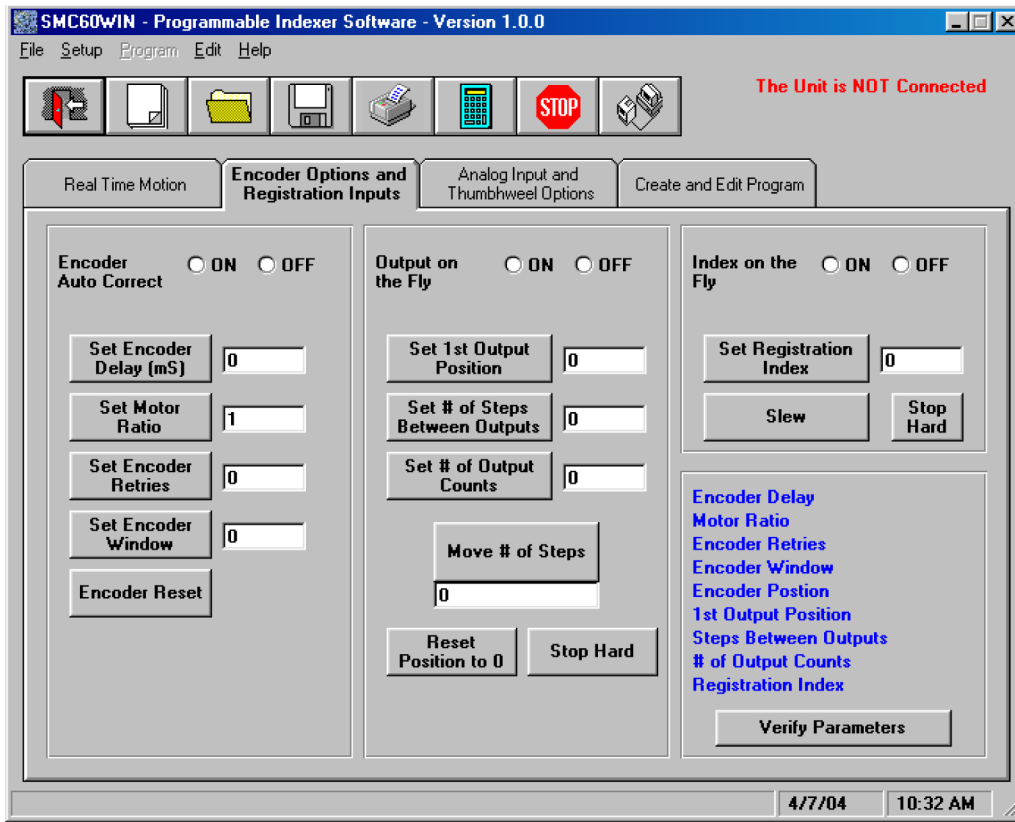 SMC60WIN - Programmable Indexer Software - Version 1.0.0
File Setup Program Edit Help
STOP
The Unit is NOT Connected
Real Time Motion
Encoder Options and
Registration Inputs
Analog Input and
Thumbhweel Options
Create and Edit Program
Encoder
Auto Correct
ON OFF
Set Encoder
Delay (mS)
0
Set Motor
Ratio
1
Set Encoder
Retries
0
Set Encoder
Window
0
Encoder Reset
Output on
the Fly
ON OFF
Set 1st Output
Position
0
Set # of Steps
Between Outputs
0
Set # of Output
Counts
0
Move # of Steps
0
Reset
Position to 0
Stop Hard
Index on the
Fly
ON OFF
Set Registration
Index
0
Slew
Stop
Hard
Encoder Delay
Motor Ratio
Encoder Retries
Encoder Window
Encoder Postion
1st Output Position
Steps Between Outputs
# of Output Counts
Registration Index
Verify Parameters
4/7/04
10:32 AM